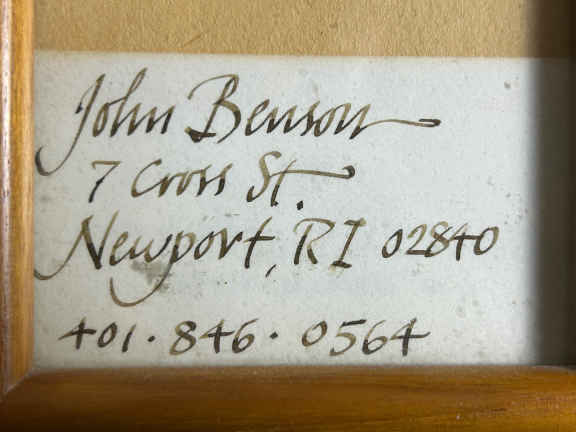 John Benson
7 Cross St.
Newport, RI 02840
401·846·0564